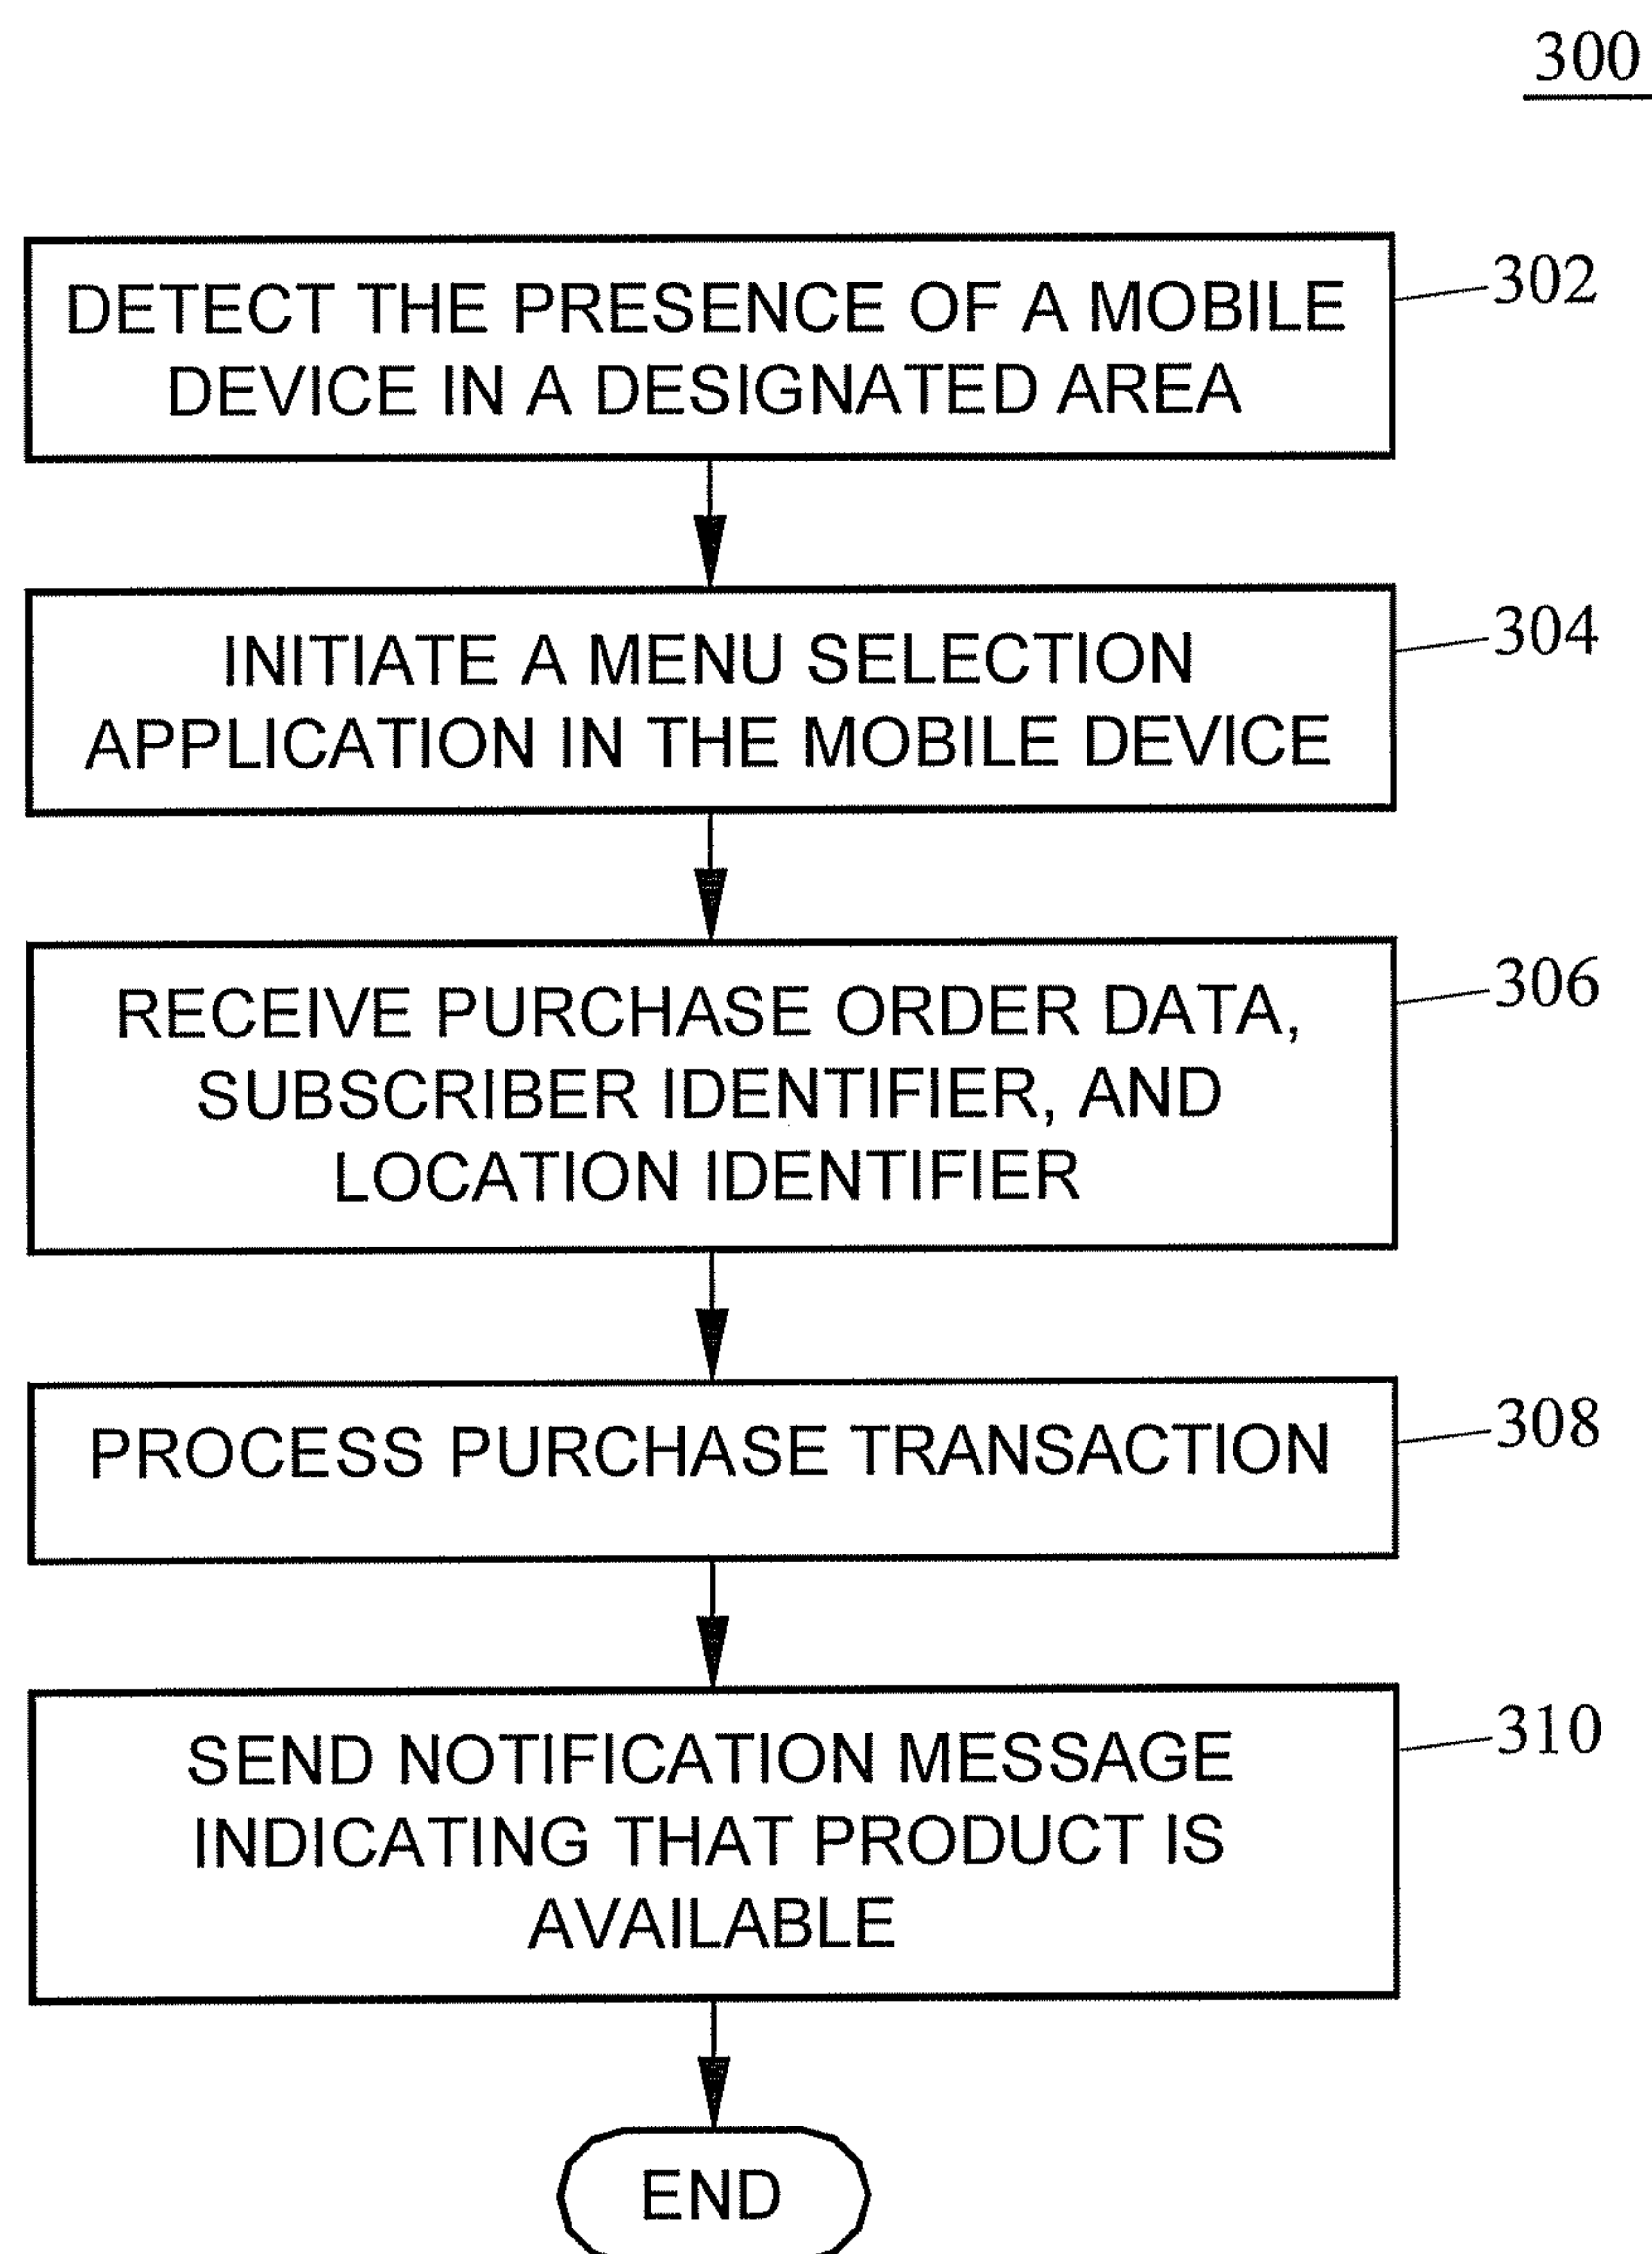 300
DETECT THE PRESENCE OF A MOBILE
DEVICE IN A DESIGNATED AREA
302
INITIATE A MENU SELECTION
APPLICATION IN THE MOBILE DEVICE
304
RECEIVE PURCHASE ORDER DATA,
SUBSCRIBER IDENTIFIER, AND
LOCATION IDENTIFIER
306
PROCESS PURCHASE TRANSACTION
308
SEND NOTIFICATION MESSAGE
INDICATING THAT PRODUCT IS
AVAILABLE
310
END